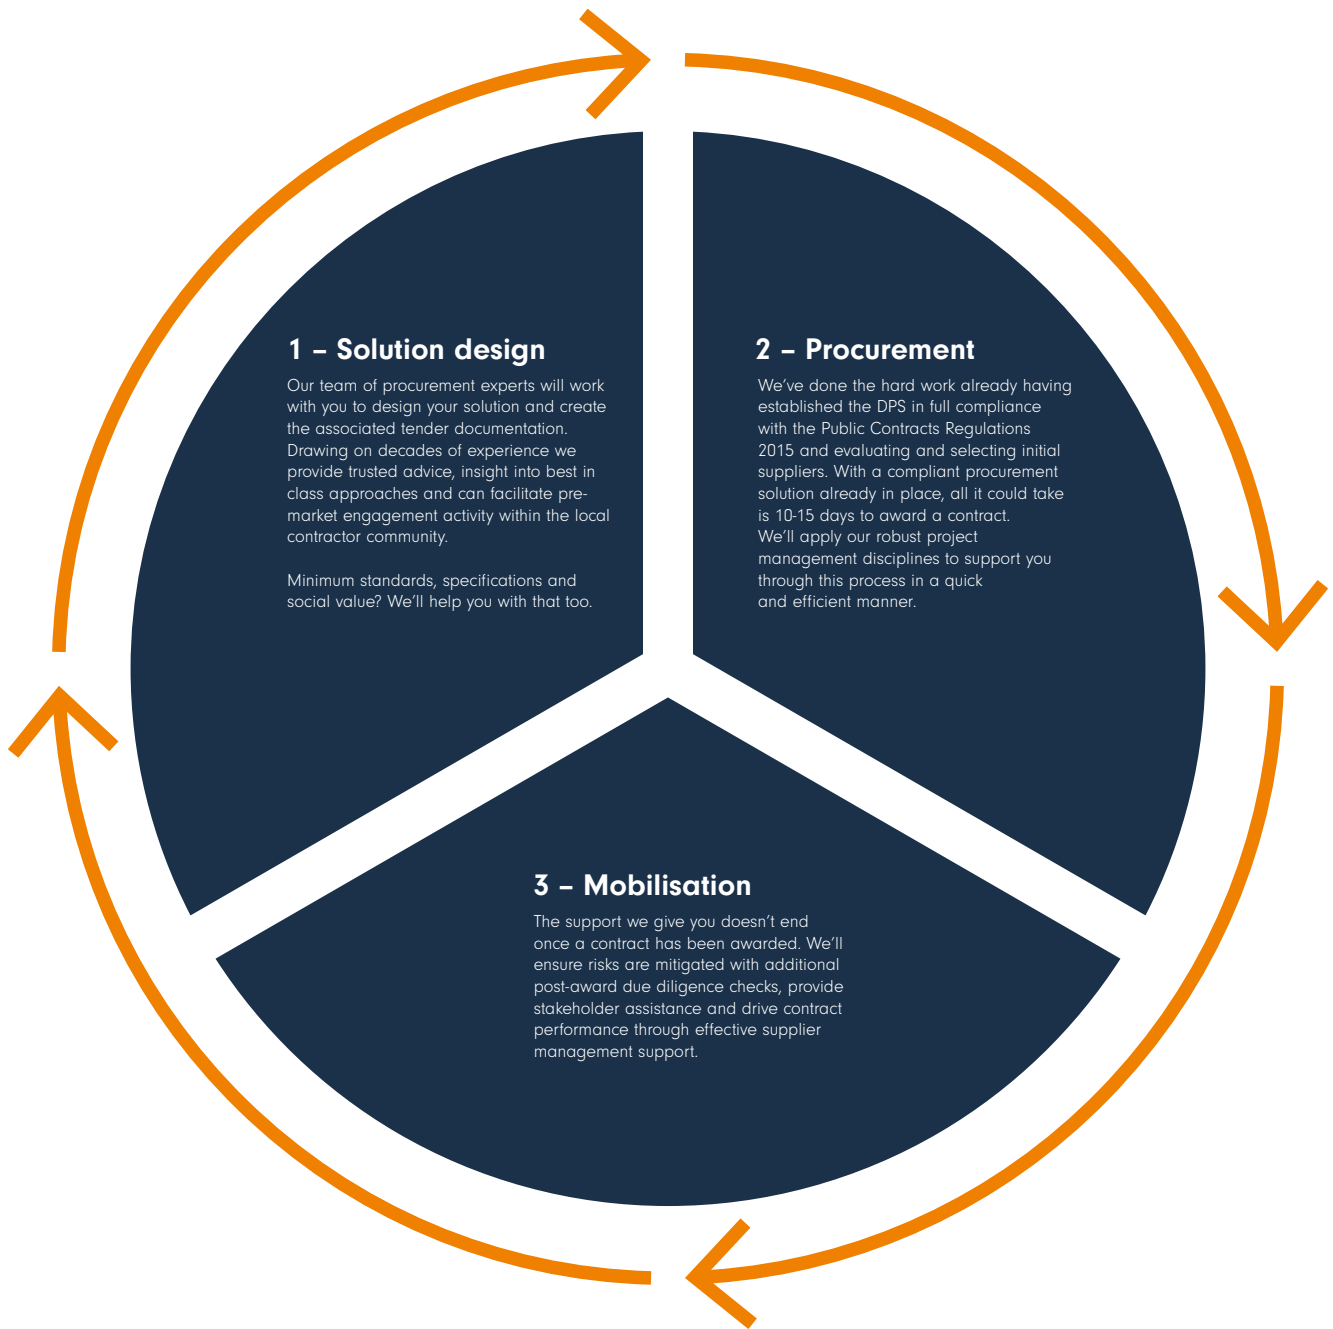 1 – Solution design
Our team of procurement experts will work
with you to design your solution and create
the associated tender documentation.
Drawing on decades of experience we
provide trusted advice, insight into best in
class approaches and can facilitate pre-
market engagement activity within the local
contractor community.
Minimum standards, specifications and
social value? We’ll help you with that too.
2 – Procurement
We’ve done the hard work already having
established the DPS in full compliance
with the Public Contracts Regulations
2015 and evaluating and selecting initial
suppliers. With a compliant procurement
solution already in place, all it could take
is 10-15 days to award a contract.
We’ll apply our robust project
management disciplines to support you
through this process in a quick
and efficient manner.
3 – Mobilisation
The support we give you doesn’t end
once a contract has been awarded. We’ll
ensure risks are mitigated with additional
post-award due diligence checks, provide
stakeholder assistance and drive contract
performance through effective supplier
management support.